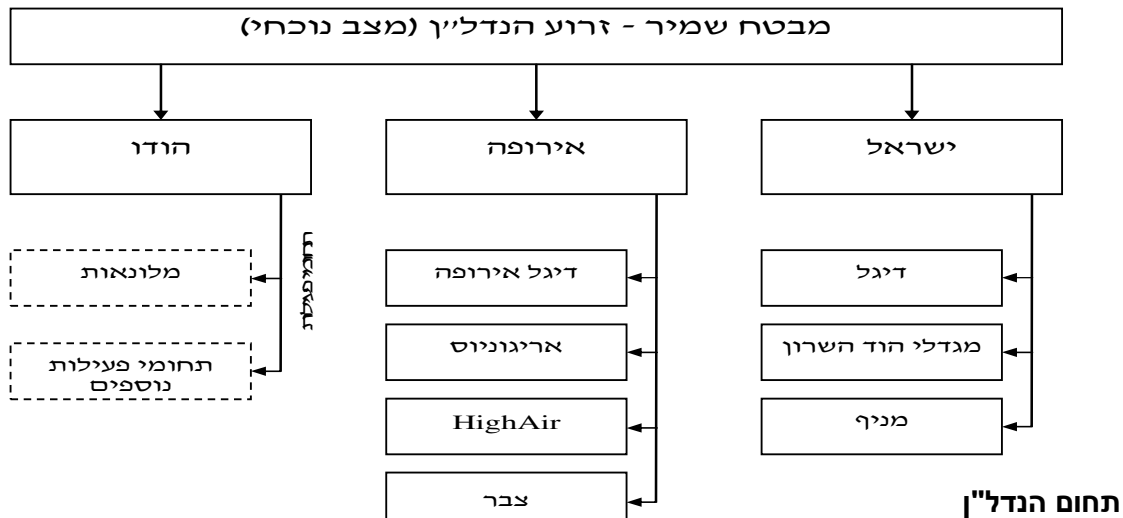 מבטח שמיר - זרוע הנדל"ן (מצב נוכחי)
ישראל
אירופה
הודו
דיגל
מגדלי הוד השרון
מניף
דיגל אירופה
אריגוניוס
HighAir
צבר
מלונאות
תחומי פעילות
נוספים
תחום הנדל"ן